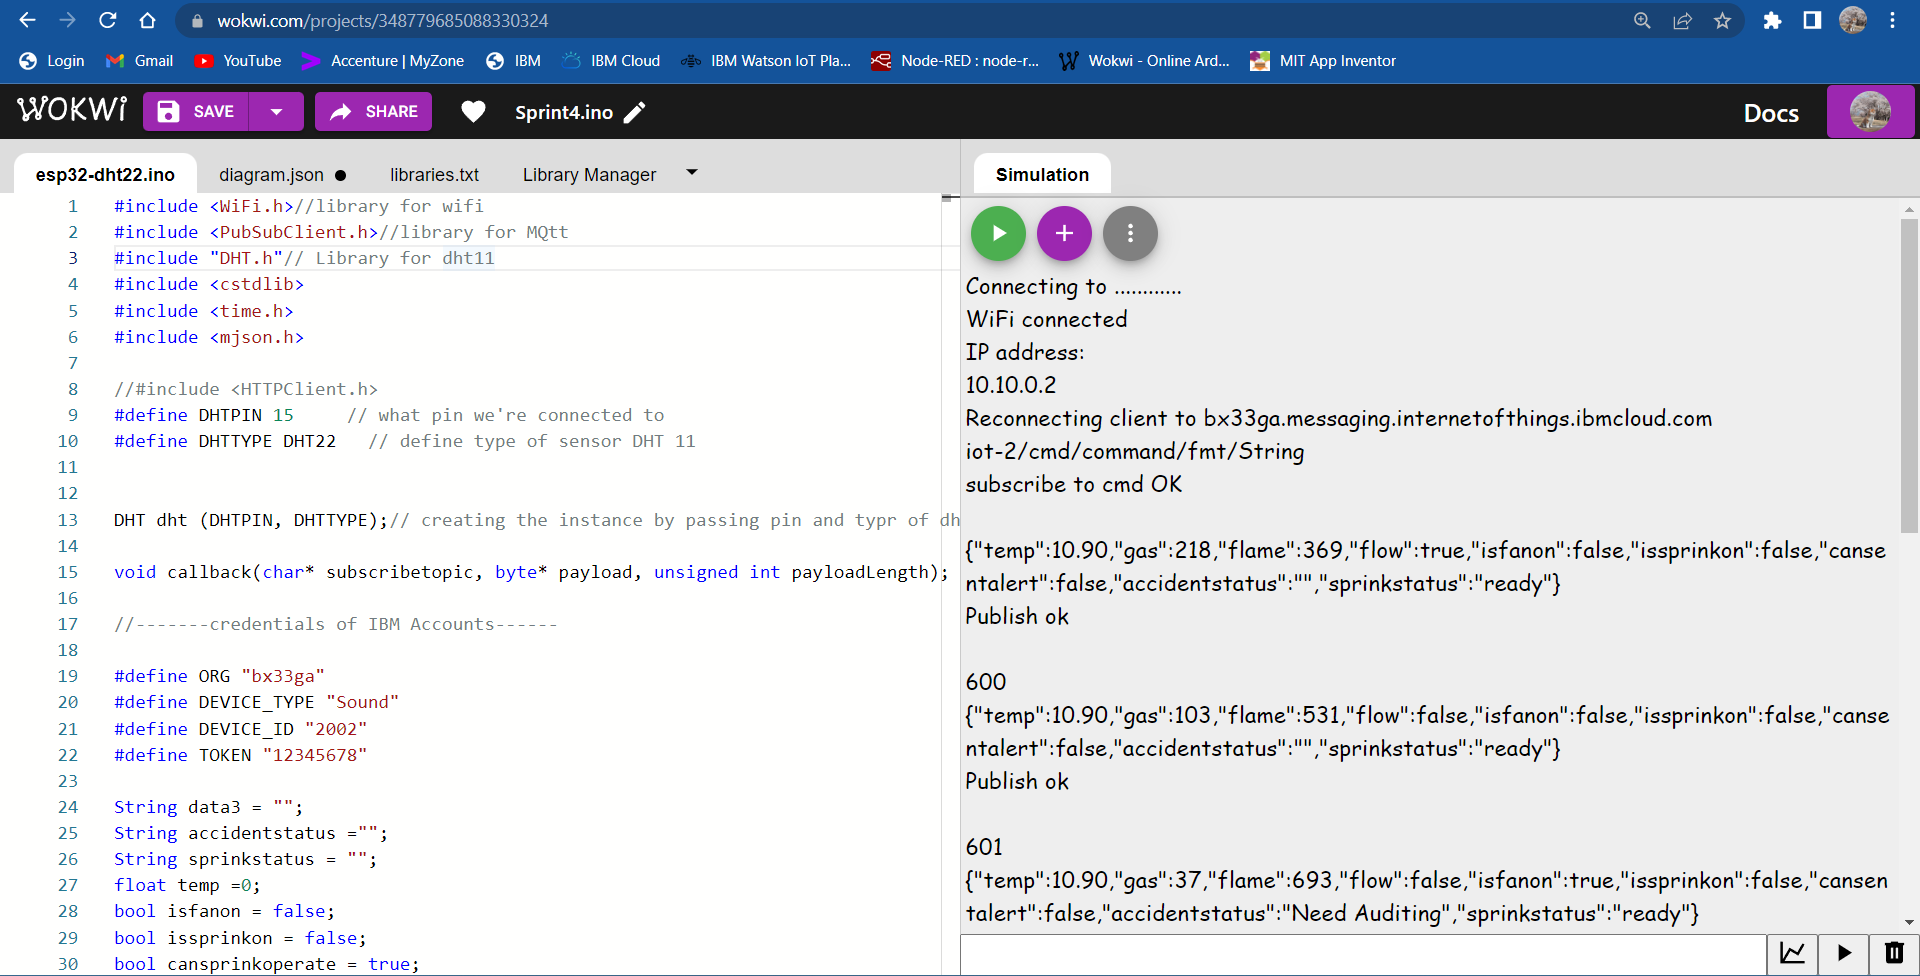 wokwi.com/projects/348779685088330324
Login Gmail YouTube Accenture | MyZone IBM IBM Cloud IBM Watson IoT Pla... Node-RED : node-r... Wokwi - Online Ard... MIT App Inventor
WOKWi SAVE SHARE Sprint4.ino Docs
esp32-dht22.ino diagram.json libraries.txt Library Manager
1 #include <WiFi.h>//library for wifi
2 #include <PubSubClient.h>//library for MQtt
3 #include "DHT.h"// Library for dht11
4 #include <cstdlib>
5 #include <time.h>
6 #include <mjson.h>
7
8 //#include <HTTPClient.h>
9 #define DHTPIN 15 // what pin we're connected to
10 #define DHTTYPE DHT22 // define type of sensor DHT 11
11
12
13 DHT dht (DHTPIN, DHTTYPE);// creating the instance by passing pin and typr of dh
14
15 void callback(char* subscribetopic, byte* payload, unsigned int payloadLength);
16
17 //-------credentials of IBM Accounts------
18
19 #define ORG "bx33ga"
20 #define DEVICE_TYPE "Sound"
21 #define DEVICE_ID "2002"
22 #define TOKEN "12345678"
23
24 String data3 = "";
25 String accidentstatus ="";
26 String sprinkstatus = "";
27 float temp =0;
28 bool isfanon = false;
29 bool issprinkon = false;
30 bool cansprinkoperate = true;
Simulation
Connecting to ............
WiFi connected
IP address:
10.10.0.2
Reconnecting client to bx33ga.messaging.internetofthings.ibmcloud.com
iot-2/cmd/command/fmt/String
subscribe to cmd OK
{"temp":10.90,"gas":218,"flame":369,"flow":true,"isfanon":false,"issprinkon":false,"canse
ntalert":false,"accidentstatus":"","sprinkstatus":"ready"}
Publish ok
600
{"temp":10.90,"gas":103,"flame":531,"flow":false,"isfanon":false,"issprinkon":false,"canse
ntalert":false,"accidentstatus":"","sprinkstatus":"ready"}
Publish ok
601
{"temp":10.90,"gas":37,"flame":693,"flow":false,"isfanon":true,"issprinkon":false,"cansen
talert":false,"accidentstatus":"Need Auditing","sprinkstatus":"ready"}